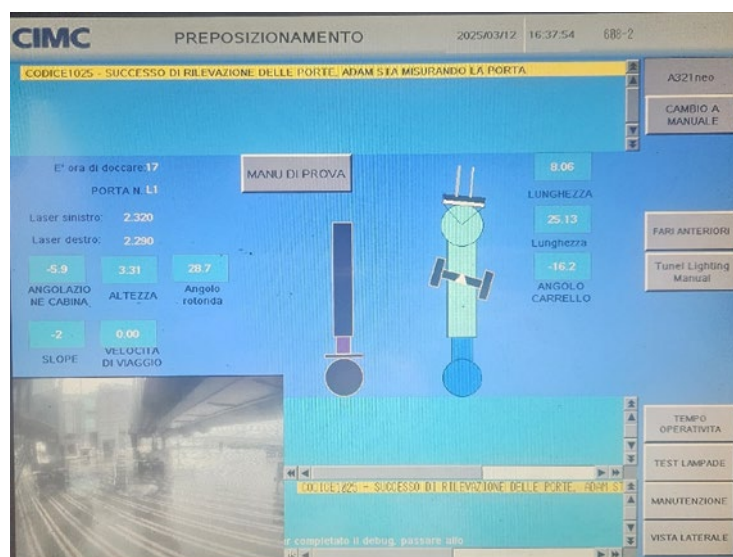 CIMC
PREPOSIZIONAMENTO
2025/03/12 16:37:54 608-2
CODICE1025 - SUCCESSO DI RILEVAZIONE DELLE PORTE, ADAM STA MISURANDO LA PORTA
A321neo
CAMBIO A
MANUALE
E' ora di doccare:17
PORTA N. L1
MANU DI PROVA
Laser sinistro: 2.320
Laser destro: 2.290
-5.9
ANGOLAZIO
NE CABINA
3.31
ALTEZZA
28.7
Angolo
rotonda
-2
SLOPE
0.00
VELOCITA
DI VIAGGIO
8.06
LUNGHEZZA
25.13
Lunghezza
-16.2
ANGOLO
CARRELLO
FARI ANTERIORI
Tunel Lighting
Manual
TEMPO
OPERATIVITA
TEST LAMPADE
MANUTENZIONE
VISTA LATERALE
- SUCCESSO DI RILEVAZIONE DELLE PORTE, ADAM ST
completato il debug, passare allo